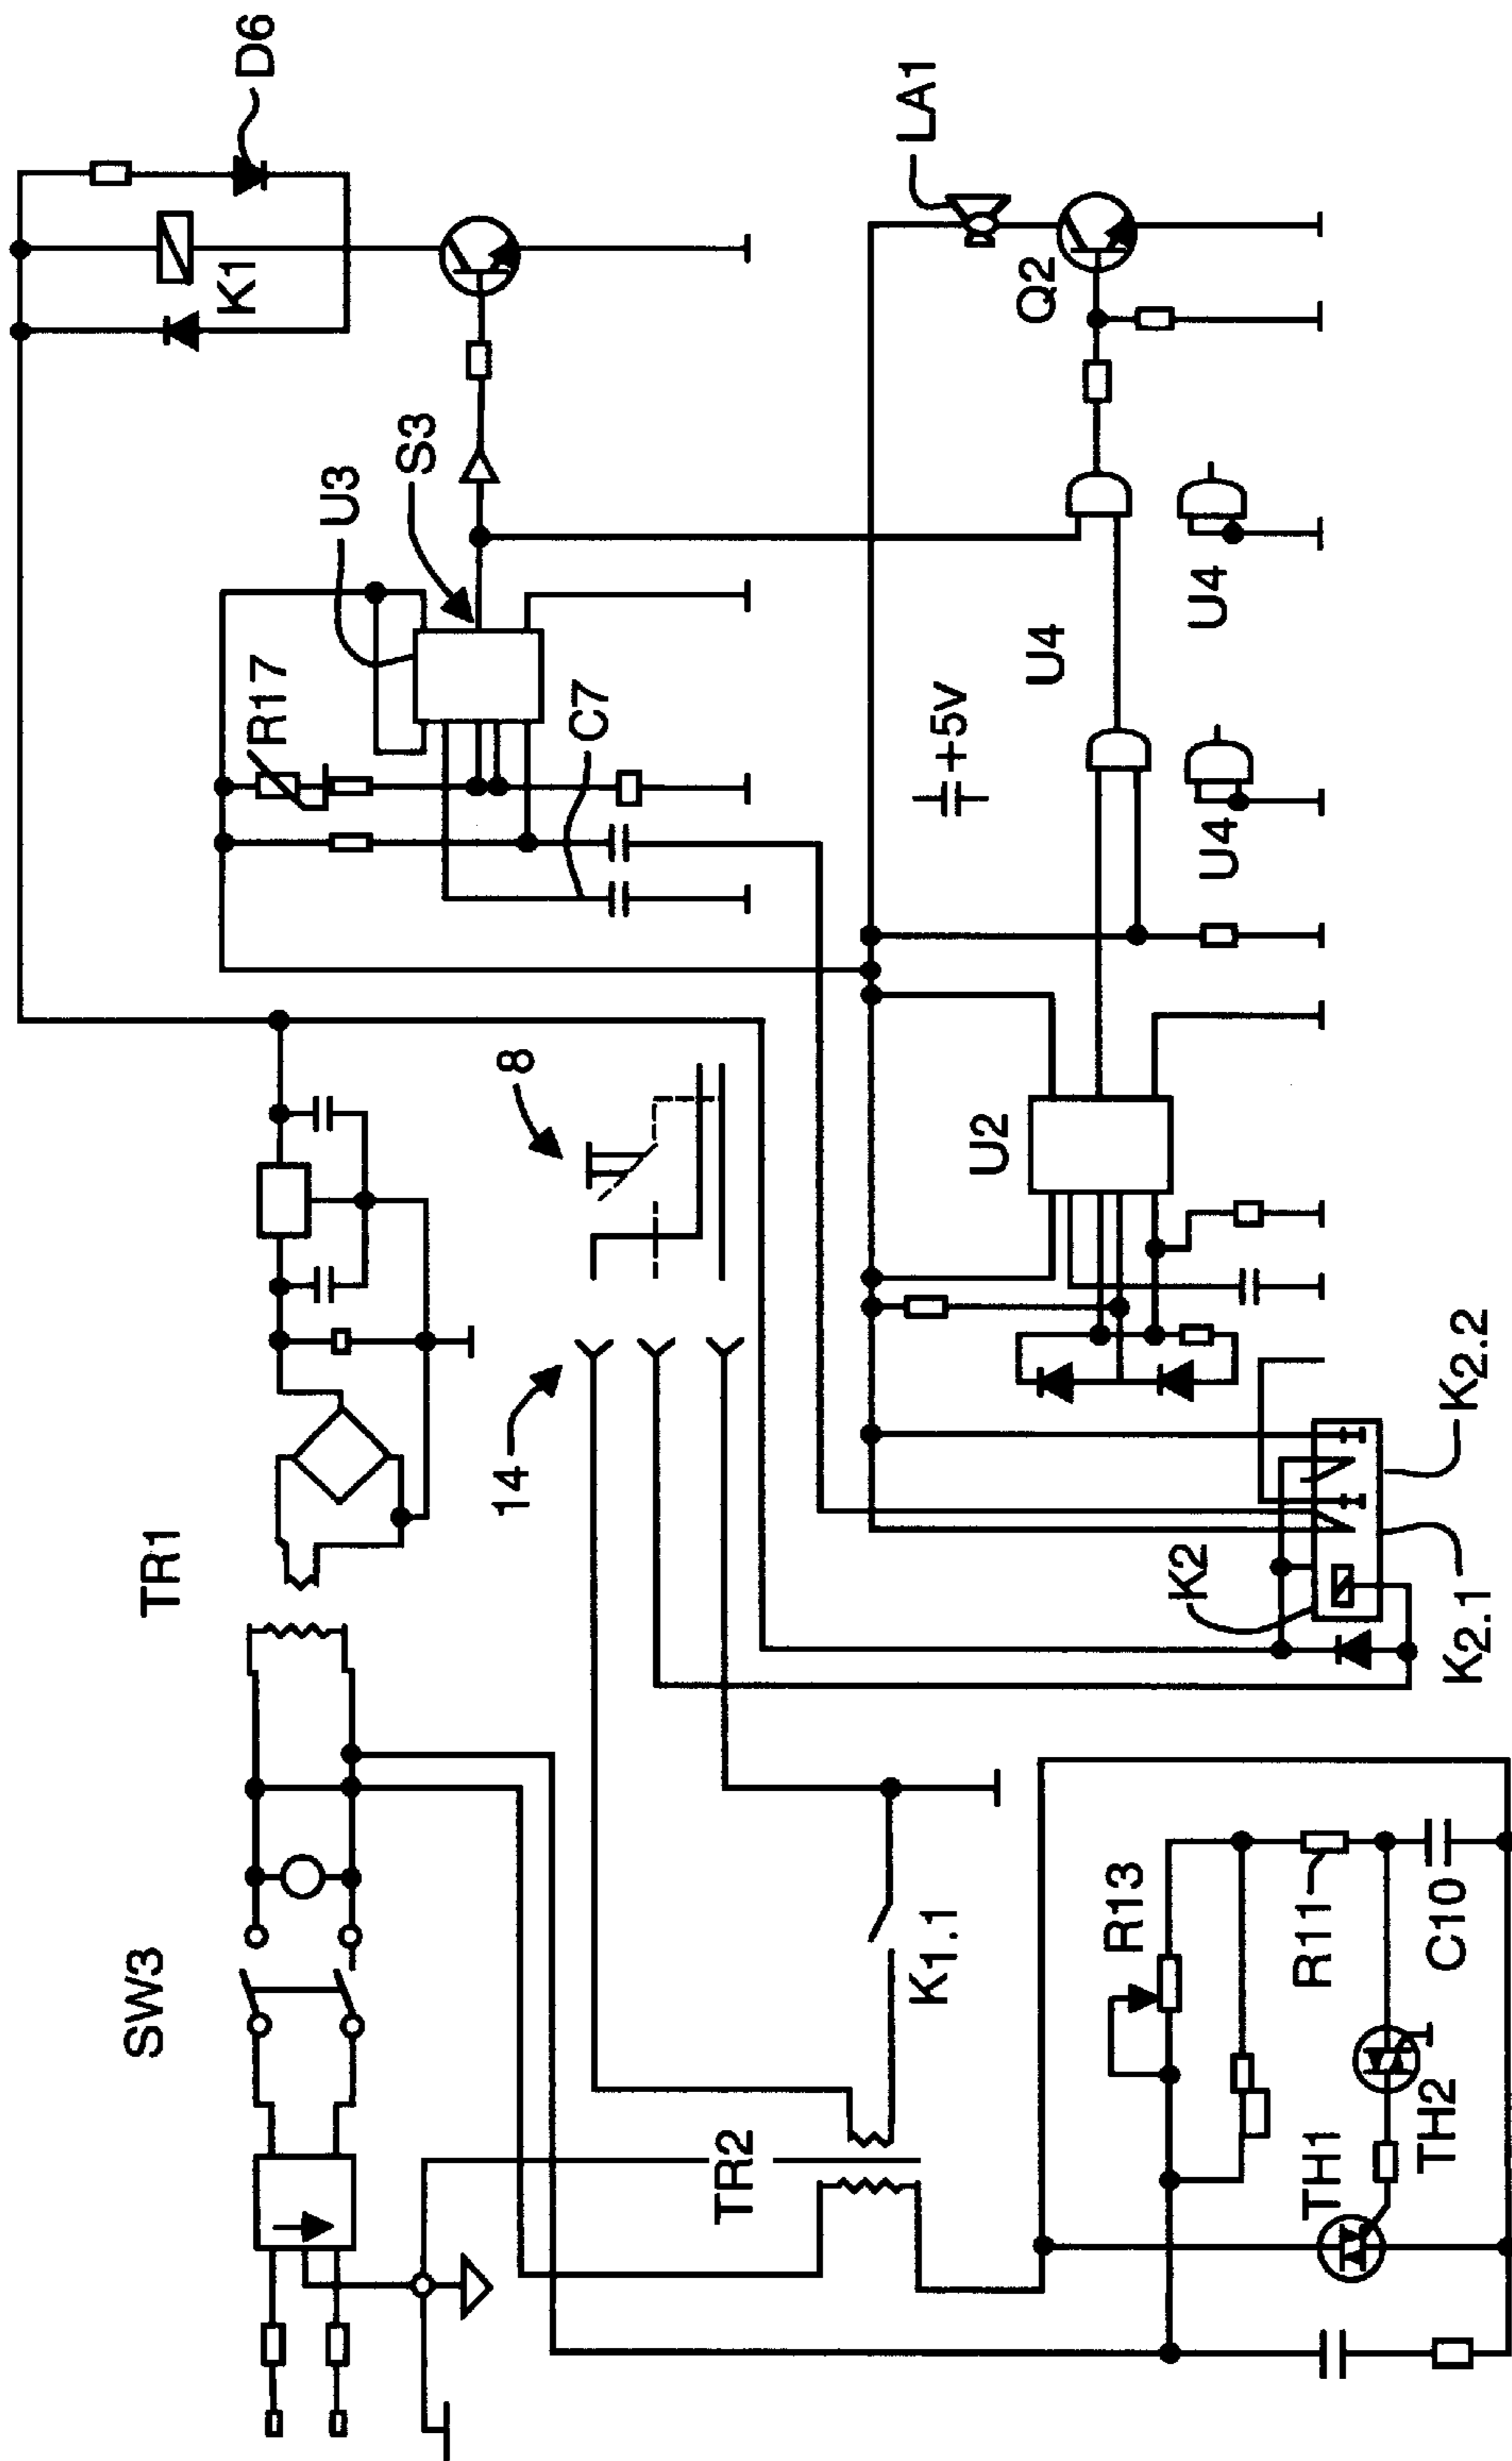 SW3
TR1
D6
K1
U3
S3
R17
C7
14
8
TR2
K1.1
LA1
Q2
U4
+5V
U4
U4
U2
R13
R11
C10
TH1
TH2
K2
K2.1
K2.2